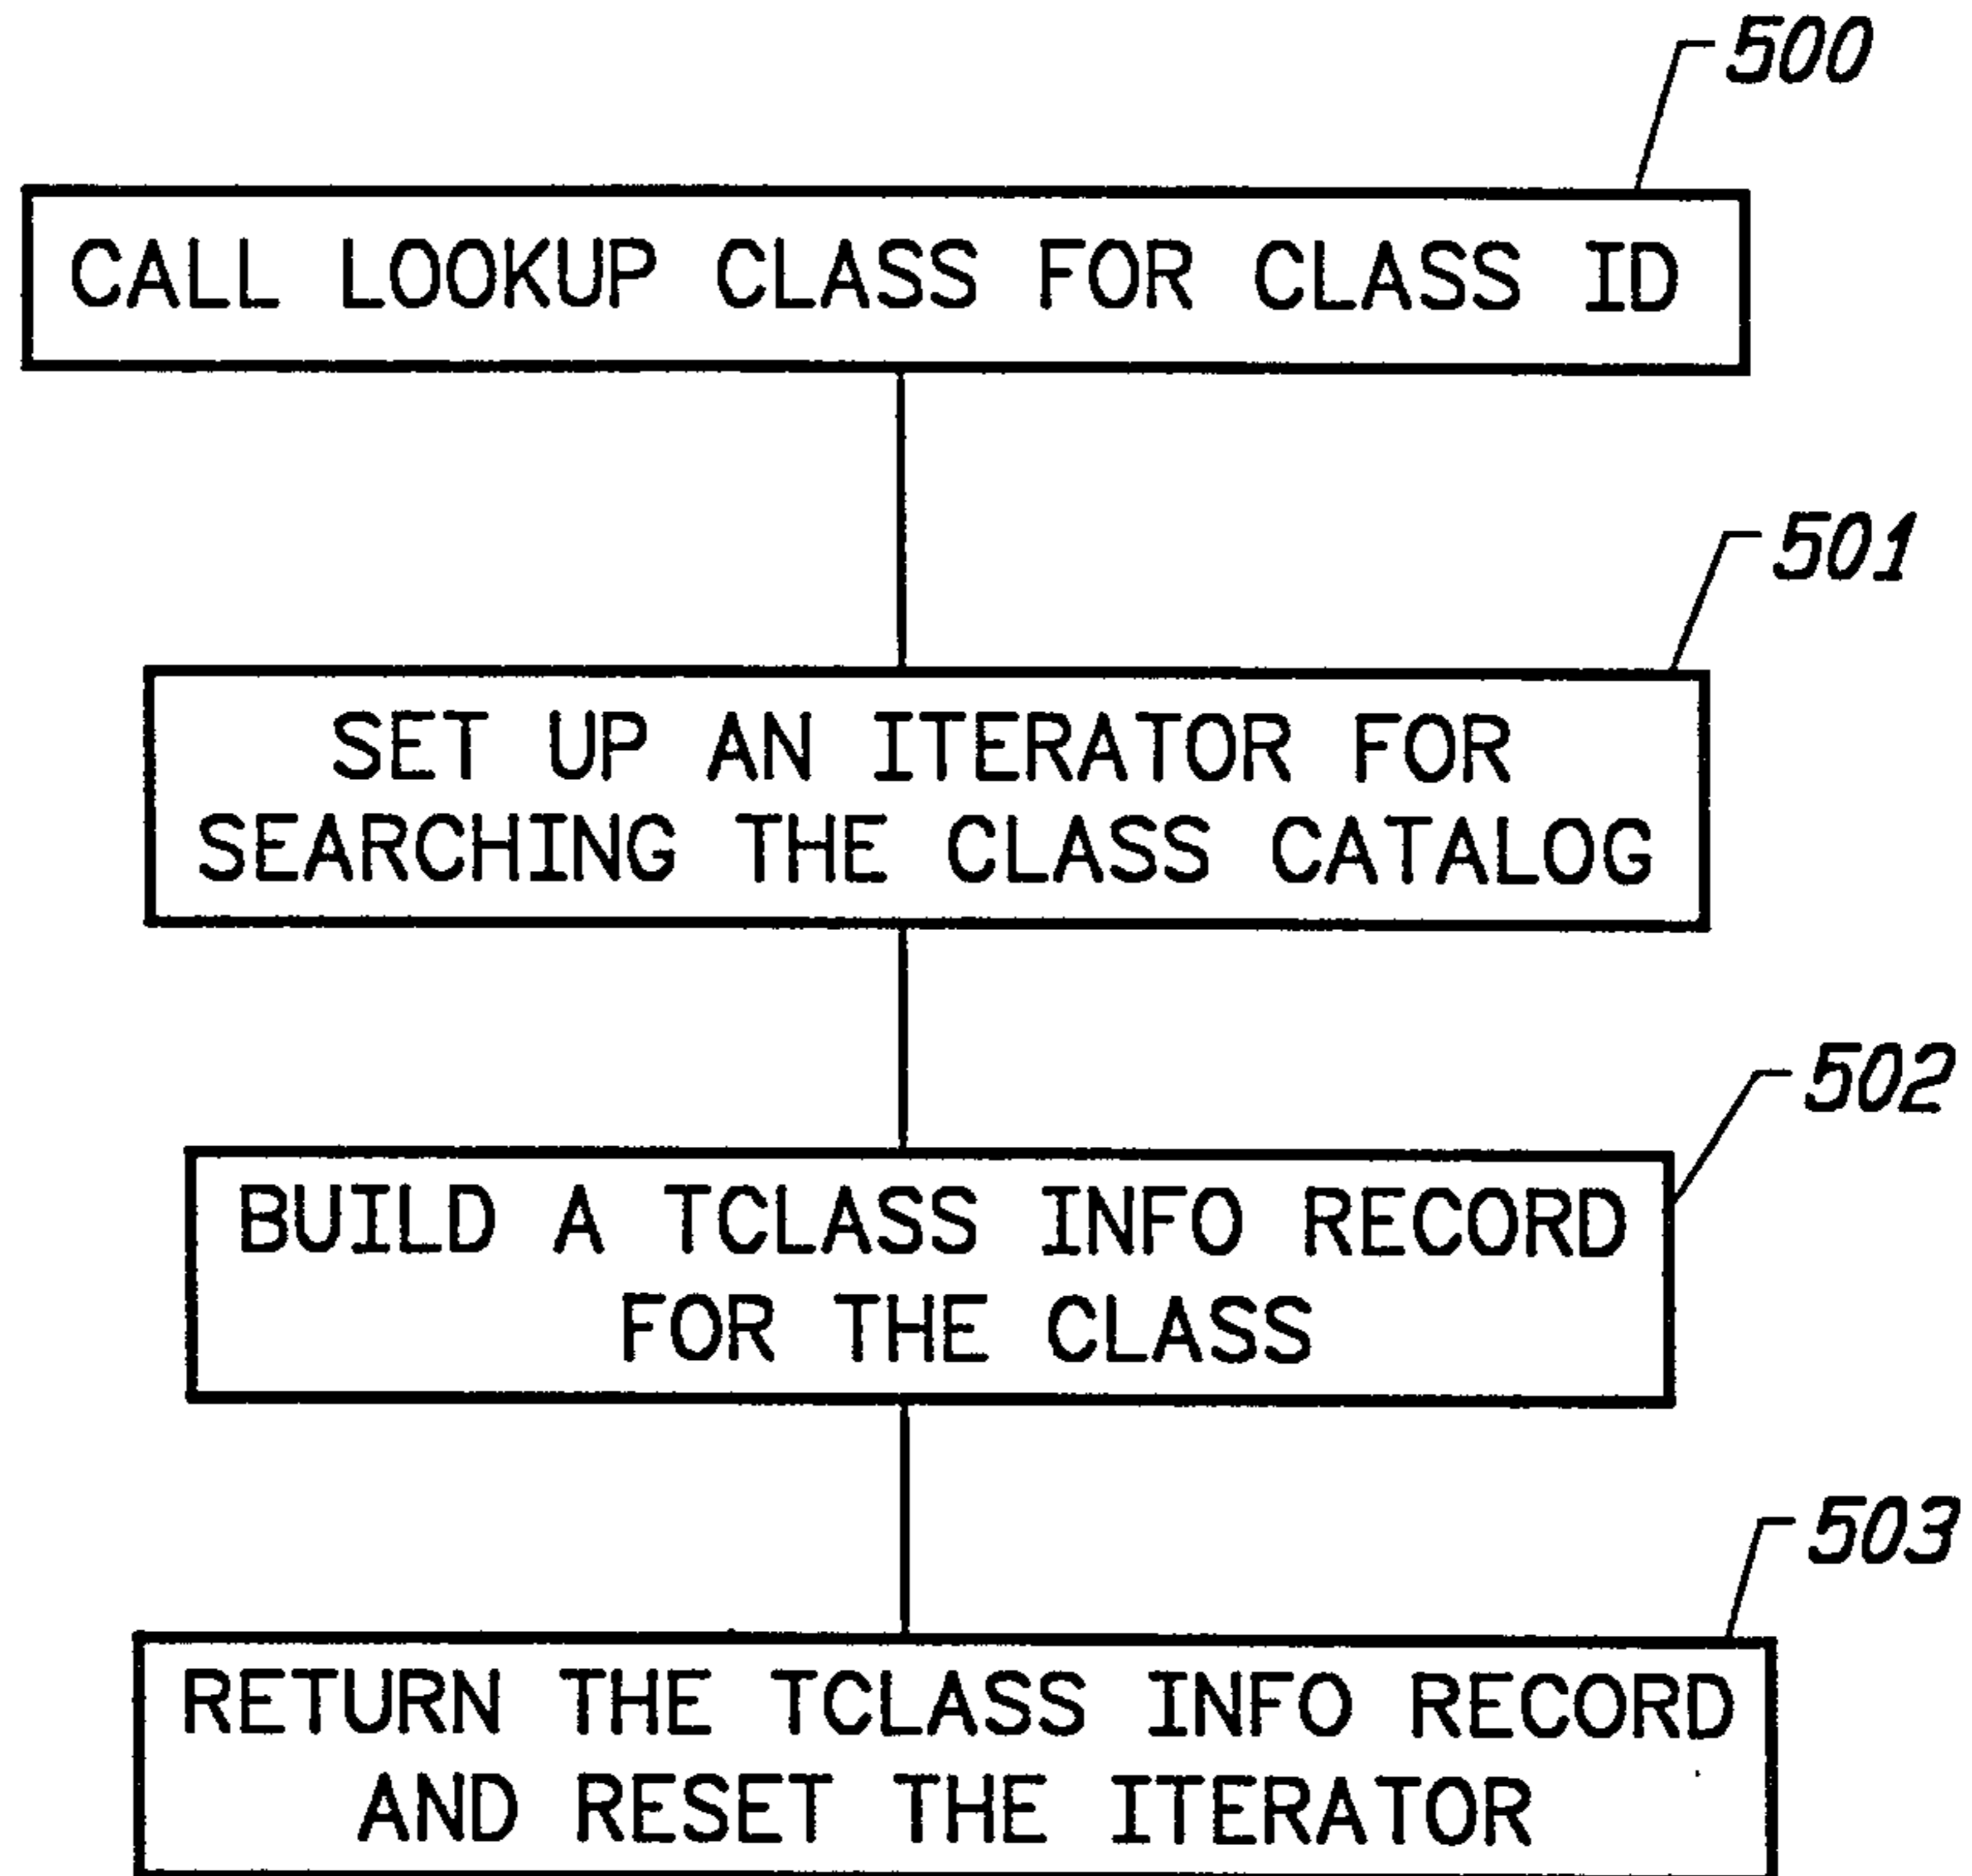 500
CALL LOOKUP CLASS FOR CLASS ID
501
SET UP AN ITERATOR FOR
SEARCHING THE CLASS CATALOG
502
BUILD A TCLASS INFO RECORD
FOR THE CLASS
503
RETURN THE TCLASS INFO RECORD
AND RESET THE ITERATOR